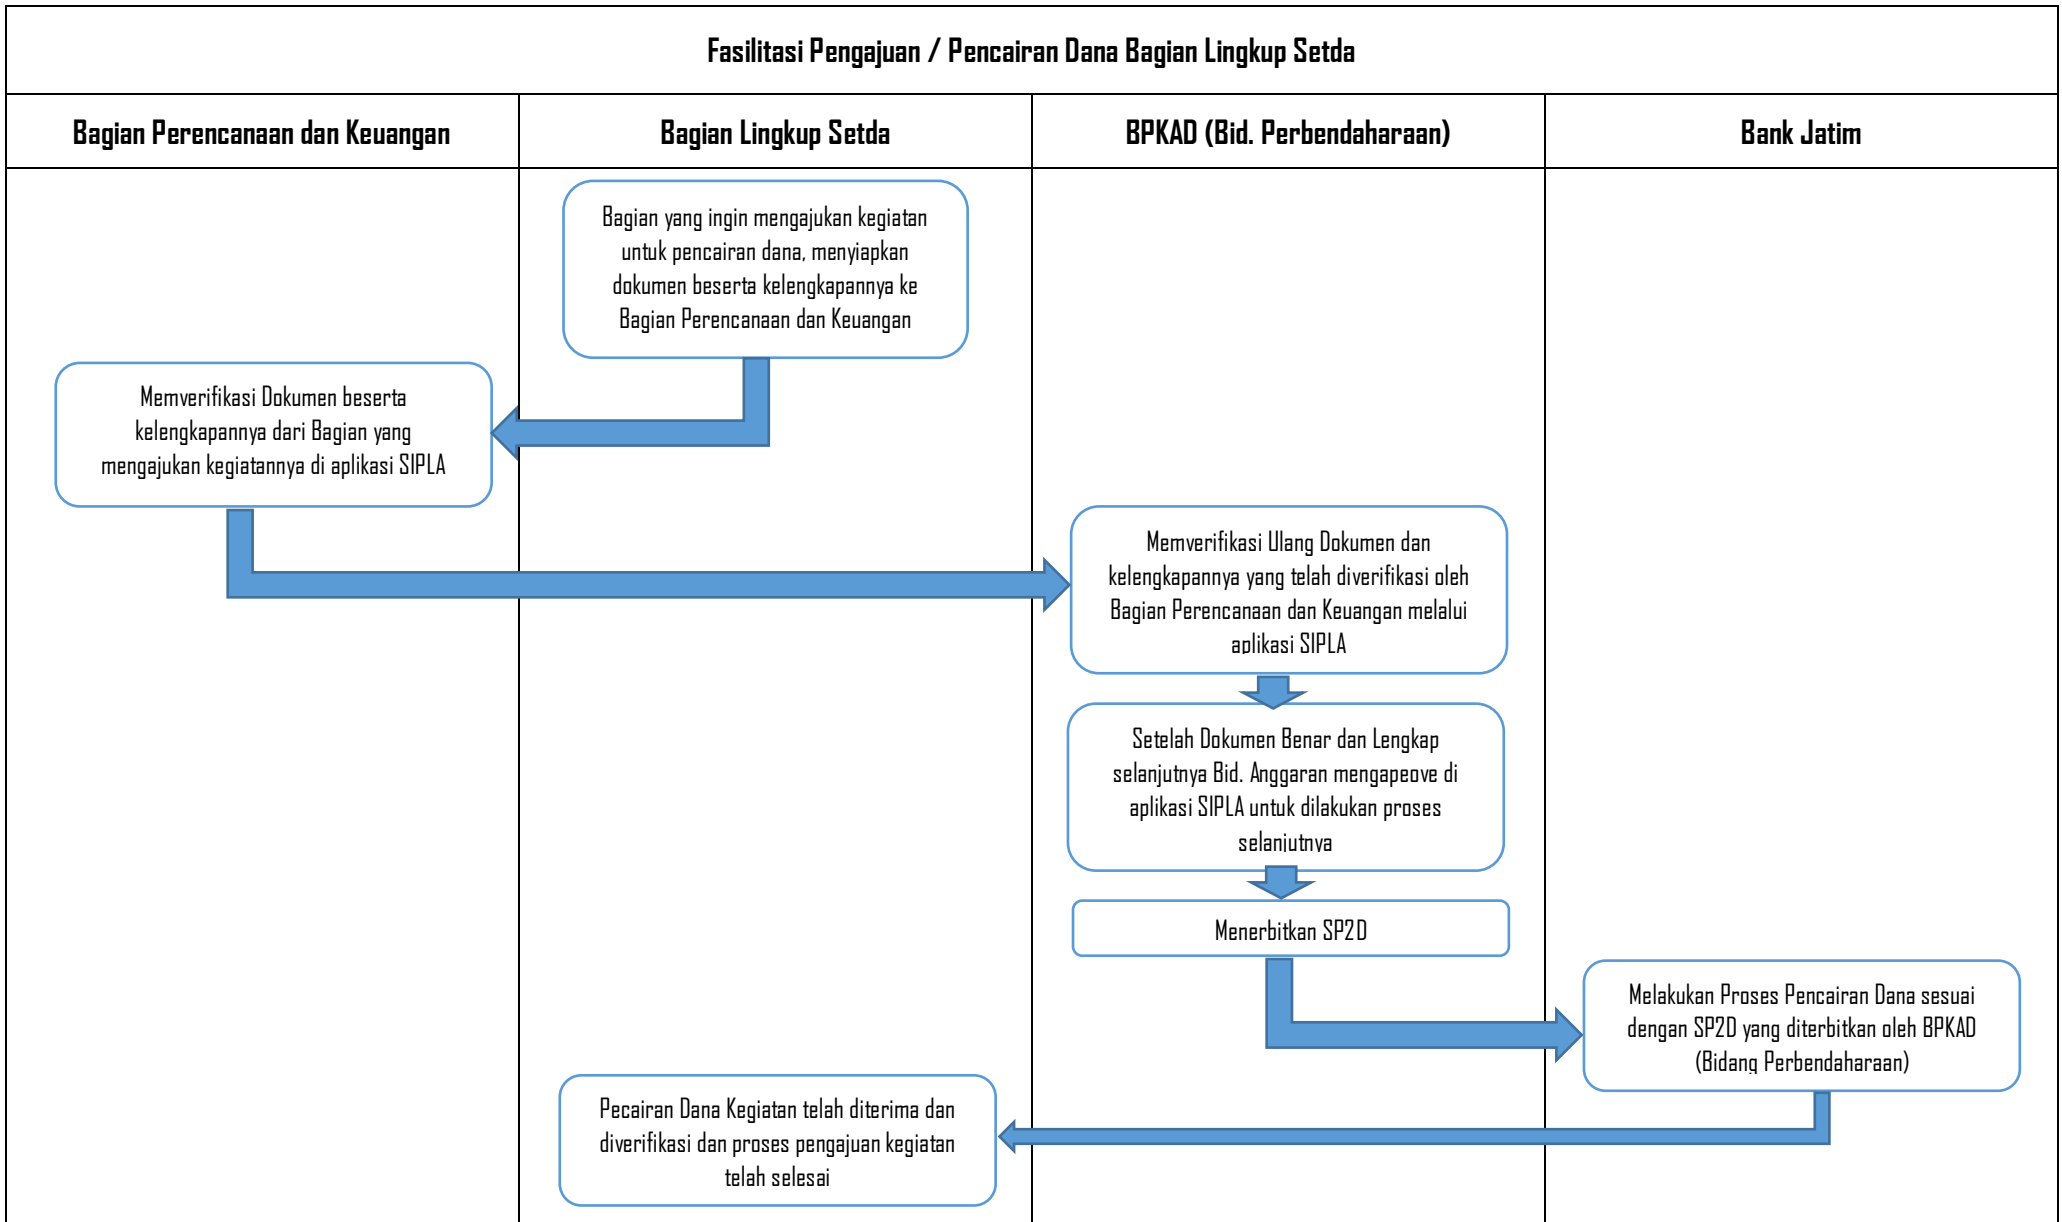 Fasilitasi Pengajuan / Pencairan Dana Bagian Lingkup Setda
Bagian Perencanaan dan Keuangan
Bagian Lingkup Setda
BPKAD (Bid. Perbendaharaan)
Bank Jatim
Bagian yang ingin mengajukan kegiatan
untuk pencairan dana, menyiapkan
dokumen beserta kelengkapannya ke
Bagian Perencanaan dan Keuangan
Memverifikasi Dokumen beserta
kelengkapannya dari Bagian yang
mengajukan kegiatannya di aplikasi SIPLA
Memverifikasi Ulang Dokumen dan
kelengkapannya yang telah diverifikasi oleh
Bagian Perencanaan dan Keuangan melalui
aplikasi SIPLA
Setelah Dokumen Benar dan Lengkap
selanjutnya Bid. Anggaran mengapeove di
aplikasi SIPLA untuk dilakukan proses
selanjutnya
Menerbitkan SP2D
Melakukan Proses Pencairan Dana sesuai
dengan SP2D yang diterbitkan oleh BPKAD
(Bidang Perbendaharaan)
Pecairan Dana Kegiatan telah diterima dan
diverifikasi dan proses pengajuan kegiatan
telah selesai